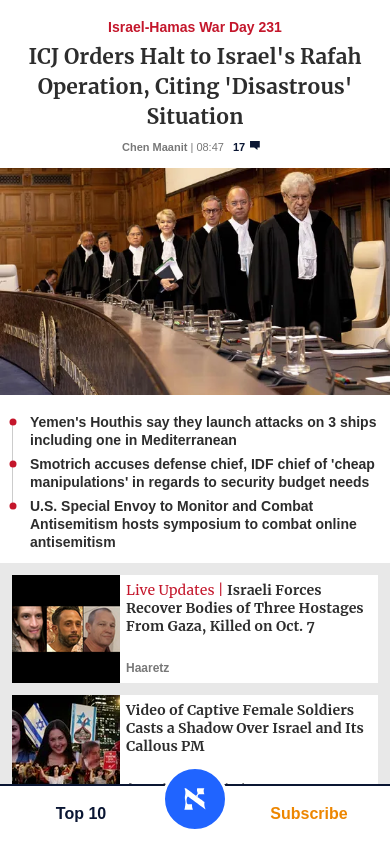 Israel-Hamas War Day 231
ICJ Orders Halt to Israel's Rafah
Operation, Citing 'Disastrous'
Situation
Chen Maanit | 08:47 17
Yemen's Houthis say they launch attacks on 3 ships
including one in Mediterranean
Smotrich accuses defense chief, IDF chief of 'cheap
manipulations' in regards to security budget needs
U.S. Special Envoy to Monitor and Combat
Antisemitism hosts symposium to combat online
antisemitism
Live Updates | Israeli Forces
Recover Bodies of Three Hostages
From Gaza, Killed on Oct. 7
Haaretz
Video of Captive Female Soldiers
Casts a Shadow Over Israel and Its
Callous PM
Top 10
Subscribe